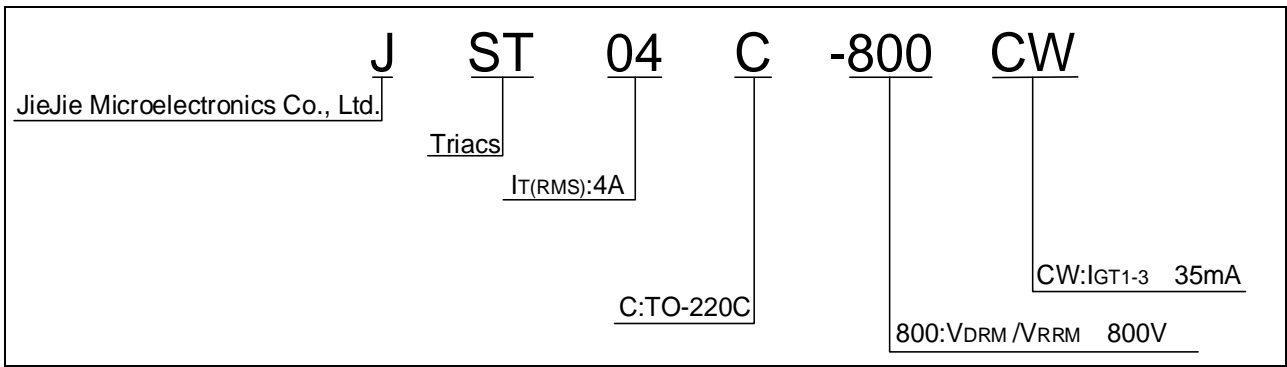 J ST 04 C -800 CW
JieJie Microelectronics Co., Ltd.
Triacs
IT(RMS):4A
CW:IGT1-3 35mA
C:TO-220C
800:VDRM /VRRM 800V